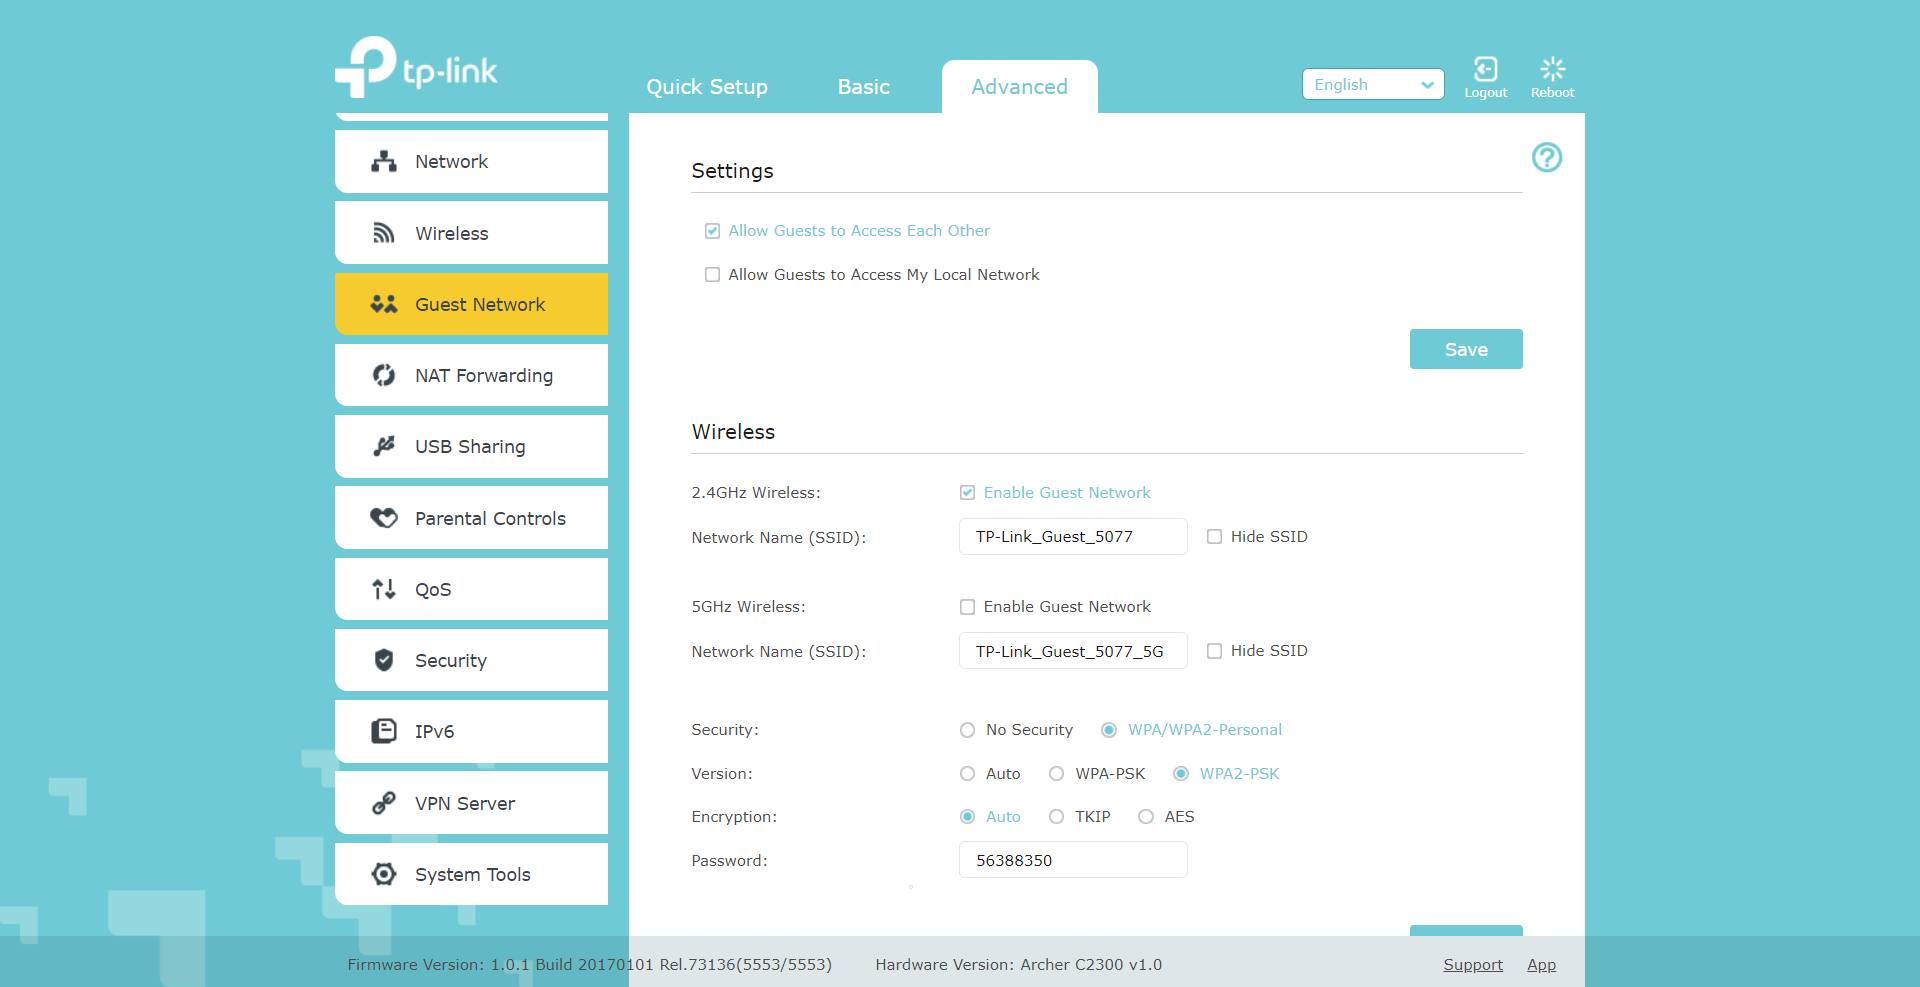 tp-link
Quick Setup
Basic
Advanced
English
Logout
Reboot
Network
Wireless
Guest Network
NAT Forwarding
USB Sharing
Parental Controls
QoS
Security
IPv6
VPN Server
System Tools
Settings
Allow Guests to Access Each Other
Allow Guests to Access My Local Network
Save
Wireless
2.4GHz Wireless: Enable Guest Network
Network Name (SSID): TP-Link_Guest_5077 Hide SSID
5GHz Wireless: Enable Guest Network
Network Name (SSID): TP-Link_Guest_5077_5G Hide SSID
Security: No Security WPA/WPA2-Personal
Version: Auto WPA-PSK WPA2-PSK
Encryption: Auto TKIP AES
Password: 56388350
Firmware Version: 1.0.1 Build 20170101 Rel.73136(5553/5553) Hardware Version: Archer C2300 v1.0 Support App